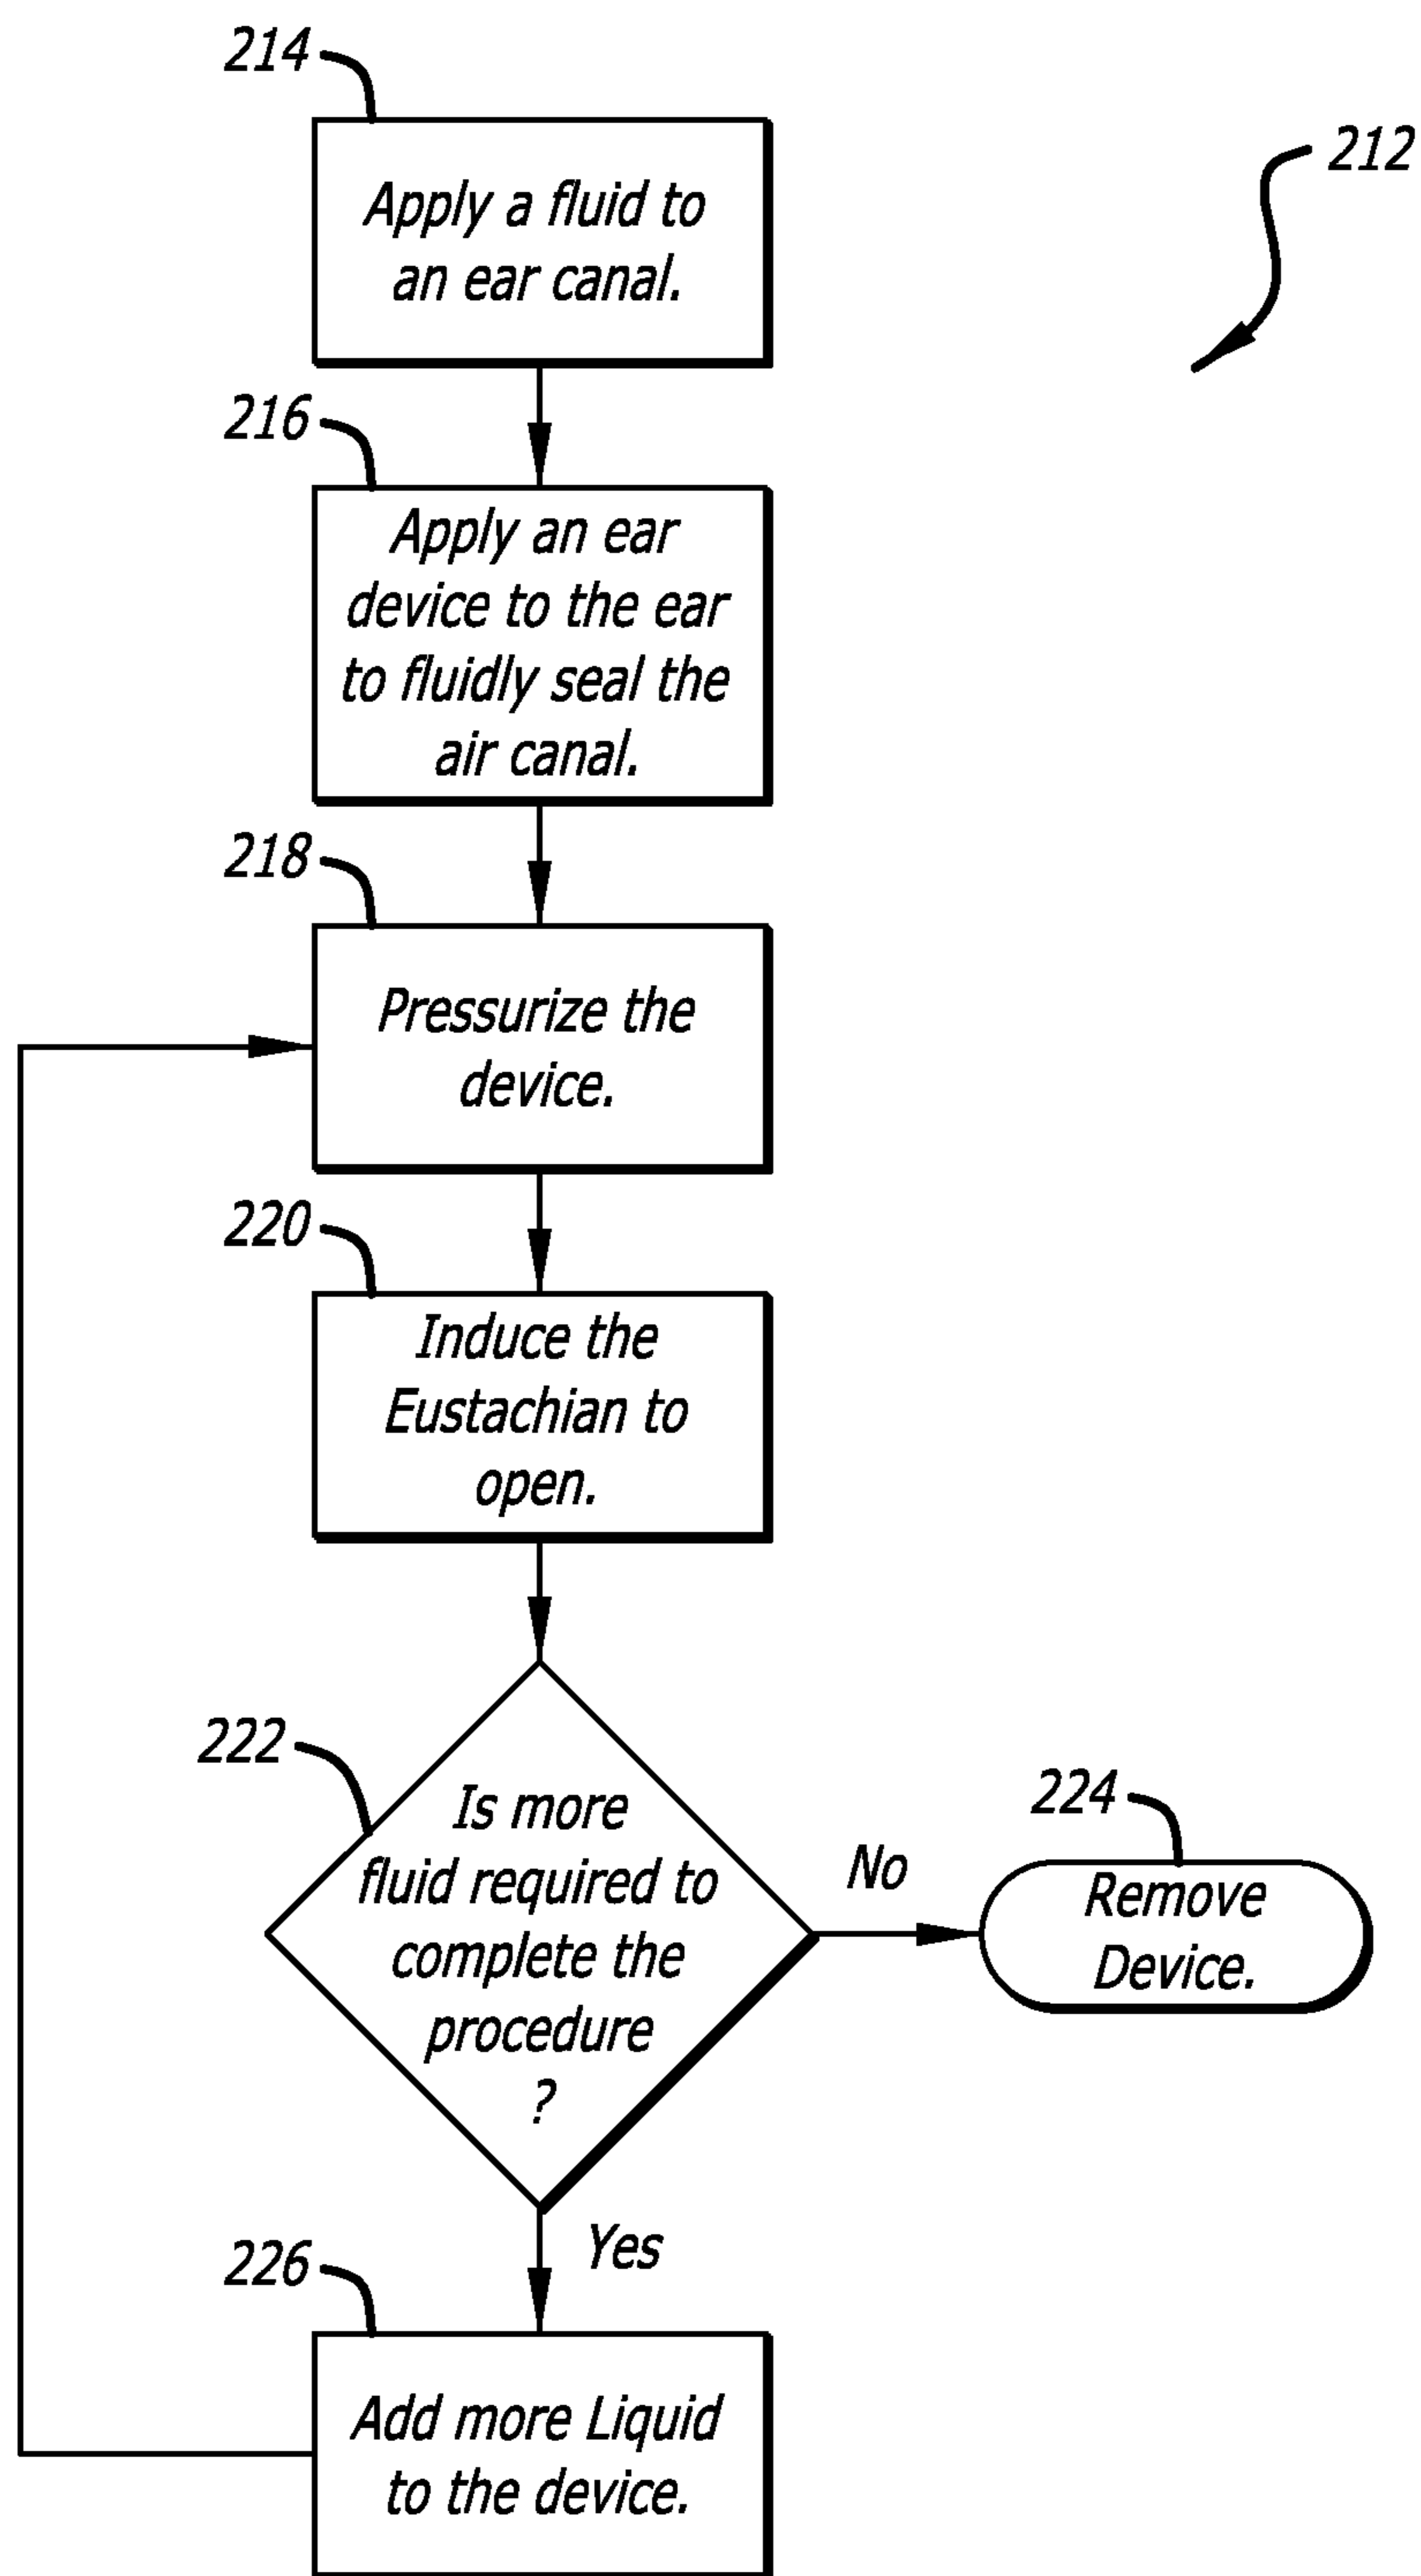 214
212
Apply a fluid to
an ear canal.
216
Apply an ear
device to the ear
to fluidly seal the
air canal.
218
Pressurize the
device.
220
Induce the
Eustachian to
open.
222
Is more
fluid required to
complete the
procedure
?
No
224
Remove
Device.
Yes
226
Add more Liquid
to the device.